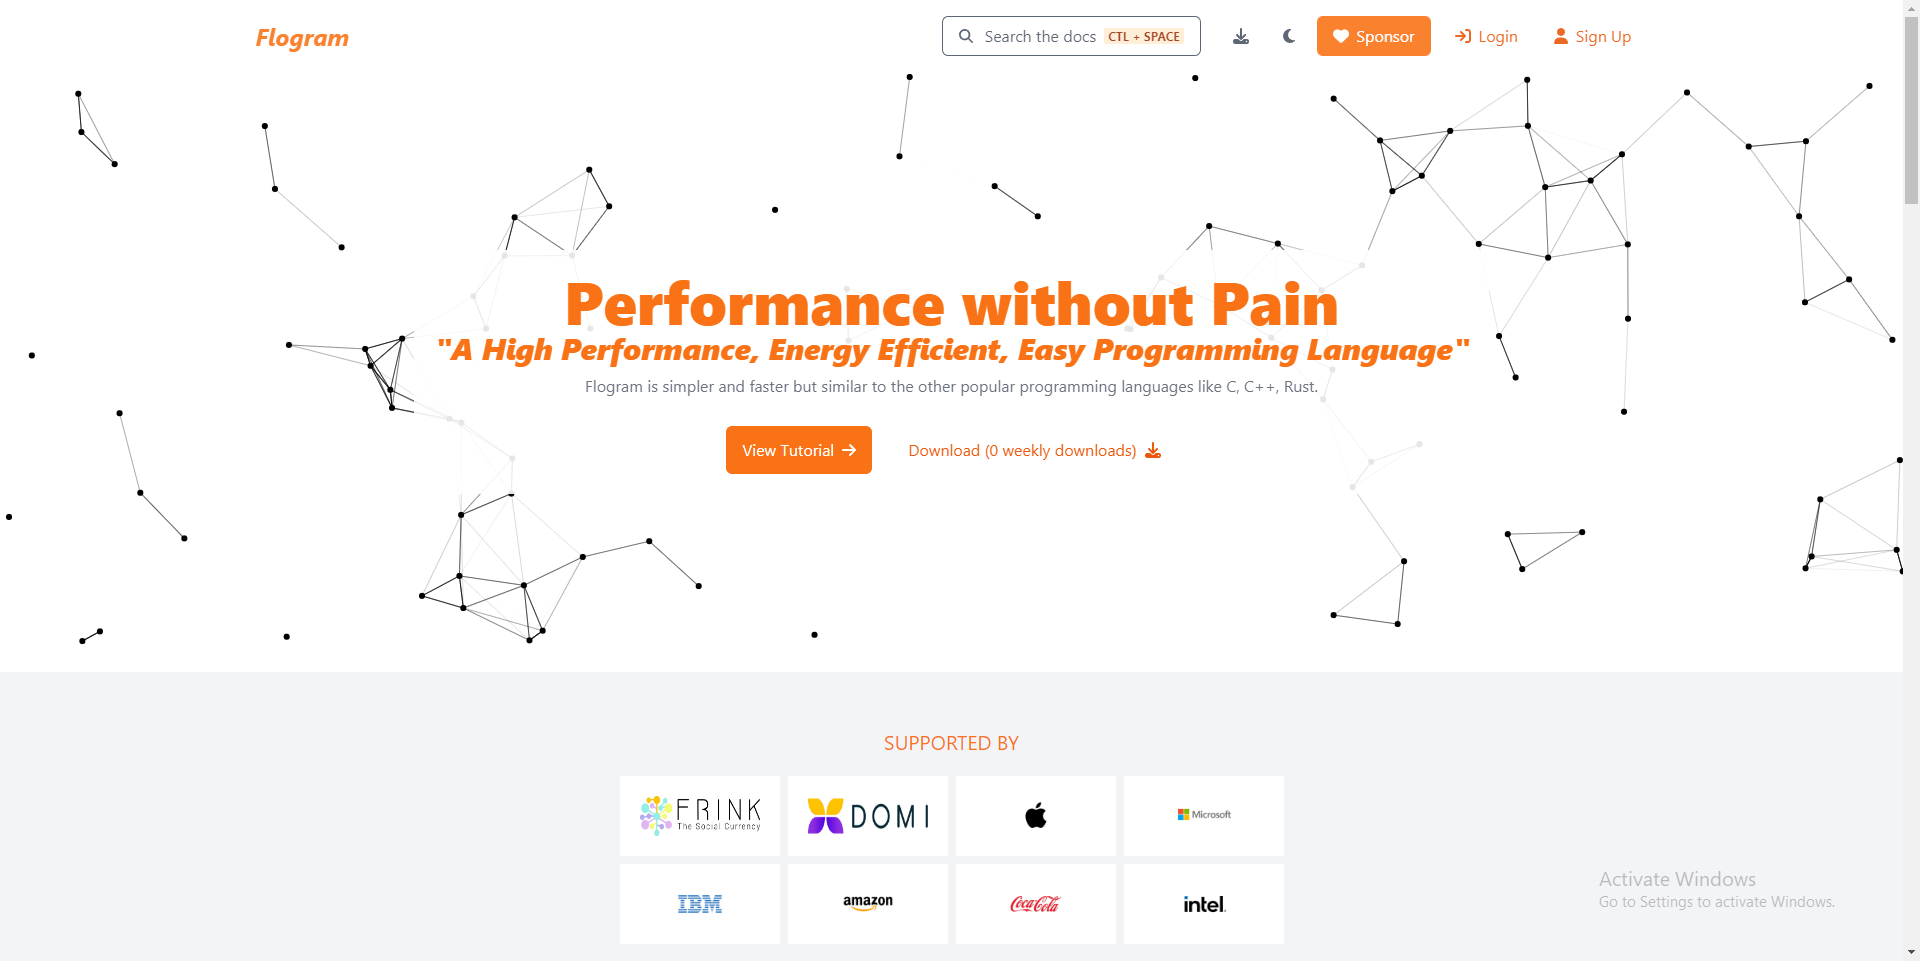 Flogram
Search the docs CTL + SPACE
Sponsor
Login
Sign Up
Performance without Pain
"A High Performance, Energy Efficient, Easy Programming Language"
Flogram is simpler and faster but similar to the other popular programming languages like C, C++, Rust.
View Tutorial
Download (0 weekly downloads)
SUPPORTED BY
FRINK
The Social Currency
DOMI
Microsoft
IBM
amazon
Coca-Cola
intel.
Activate Windows
Go to Settings to activate Windows.